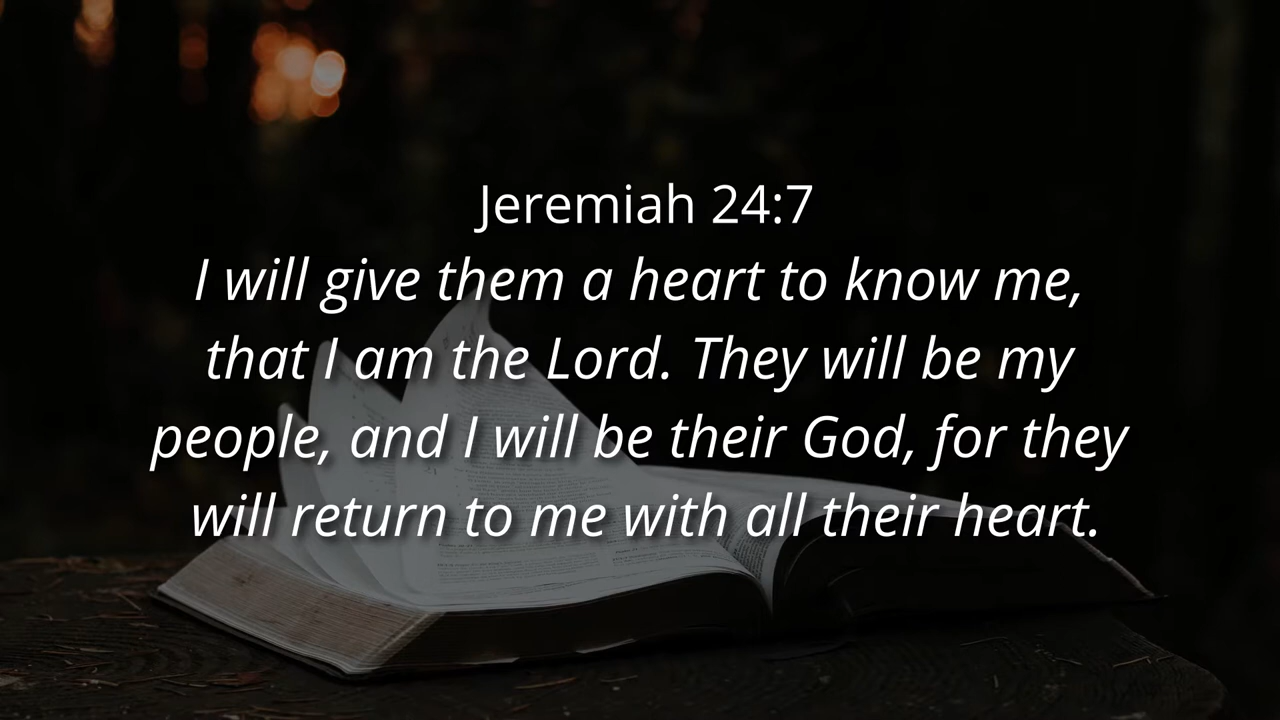 Jeremiah 24:7
I will give them a heart to know me,
that I am the Lord. They will be my
people, and I will be their God, for they
will return to me with all their heart.